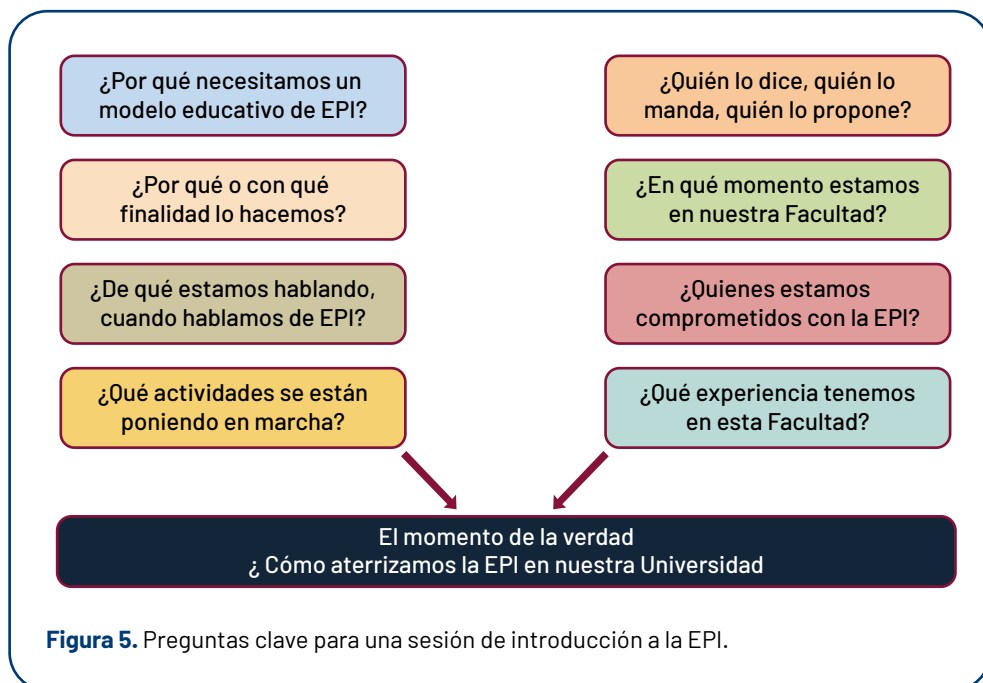 ¿Por qué necesitamos un
modelo educativo de EPI?
¿Quién lo dice, quién lo
manda, quién lo propone?
¿Por qué o con qué
finalidad lo hacemos?
¿En qué momento estamos
en nuestra Facultad?
¿De qué estamos hablando,
cuando hablamos de EPI?
¿Quienes estamos
comprometidos con la EPI?
¿Qué actividades se están
poniendo en marcha?
¿Qué experiencia tenemos
en esta Facultad?
El momento de la verdad
¿ Cómo aterrizamos la EPI en nuestra Universidad
Figura 5. Preguntas clave para una sesión de introducción a la EPI.